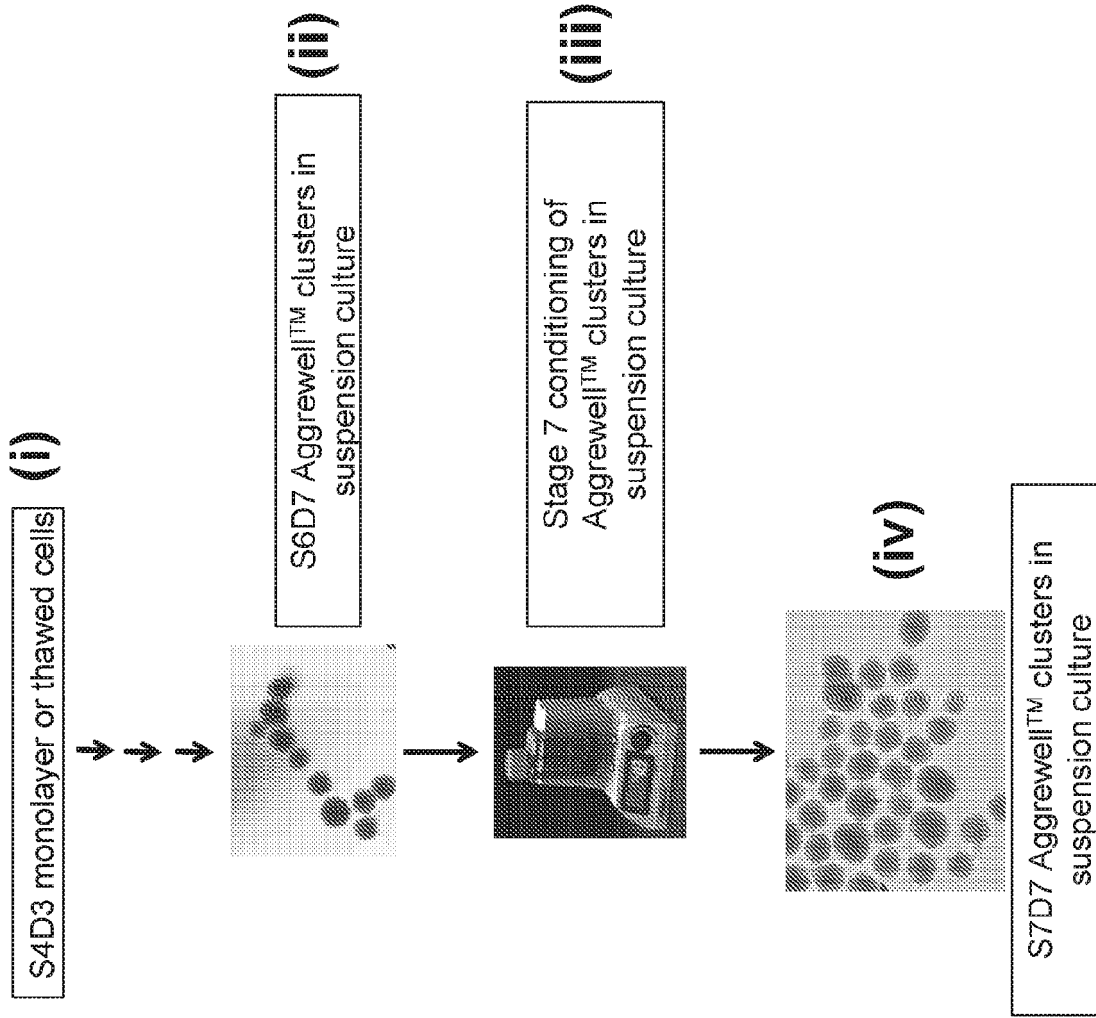 S4D3 monolayer or thawed cells
(i)
S6D7 Aggrewell™ clusters in
suspension culture
(ii)
Stage 7 conditioning of
Aggrewell™ clusters in
suspension culture
(iii)
(iv)
S7D7 Aggrewell™ clusters in
suspension culture